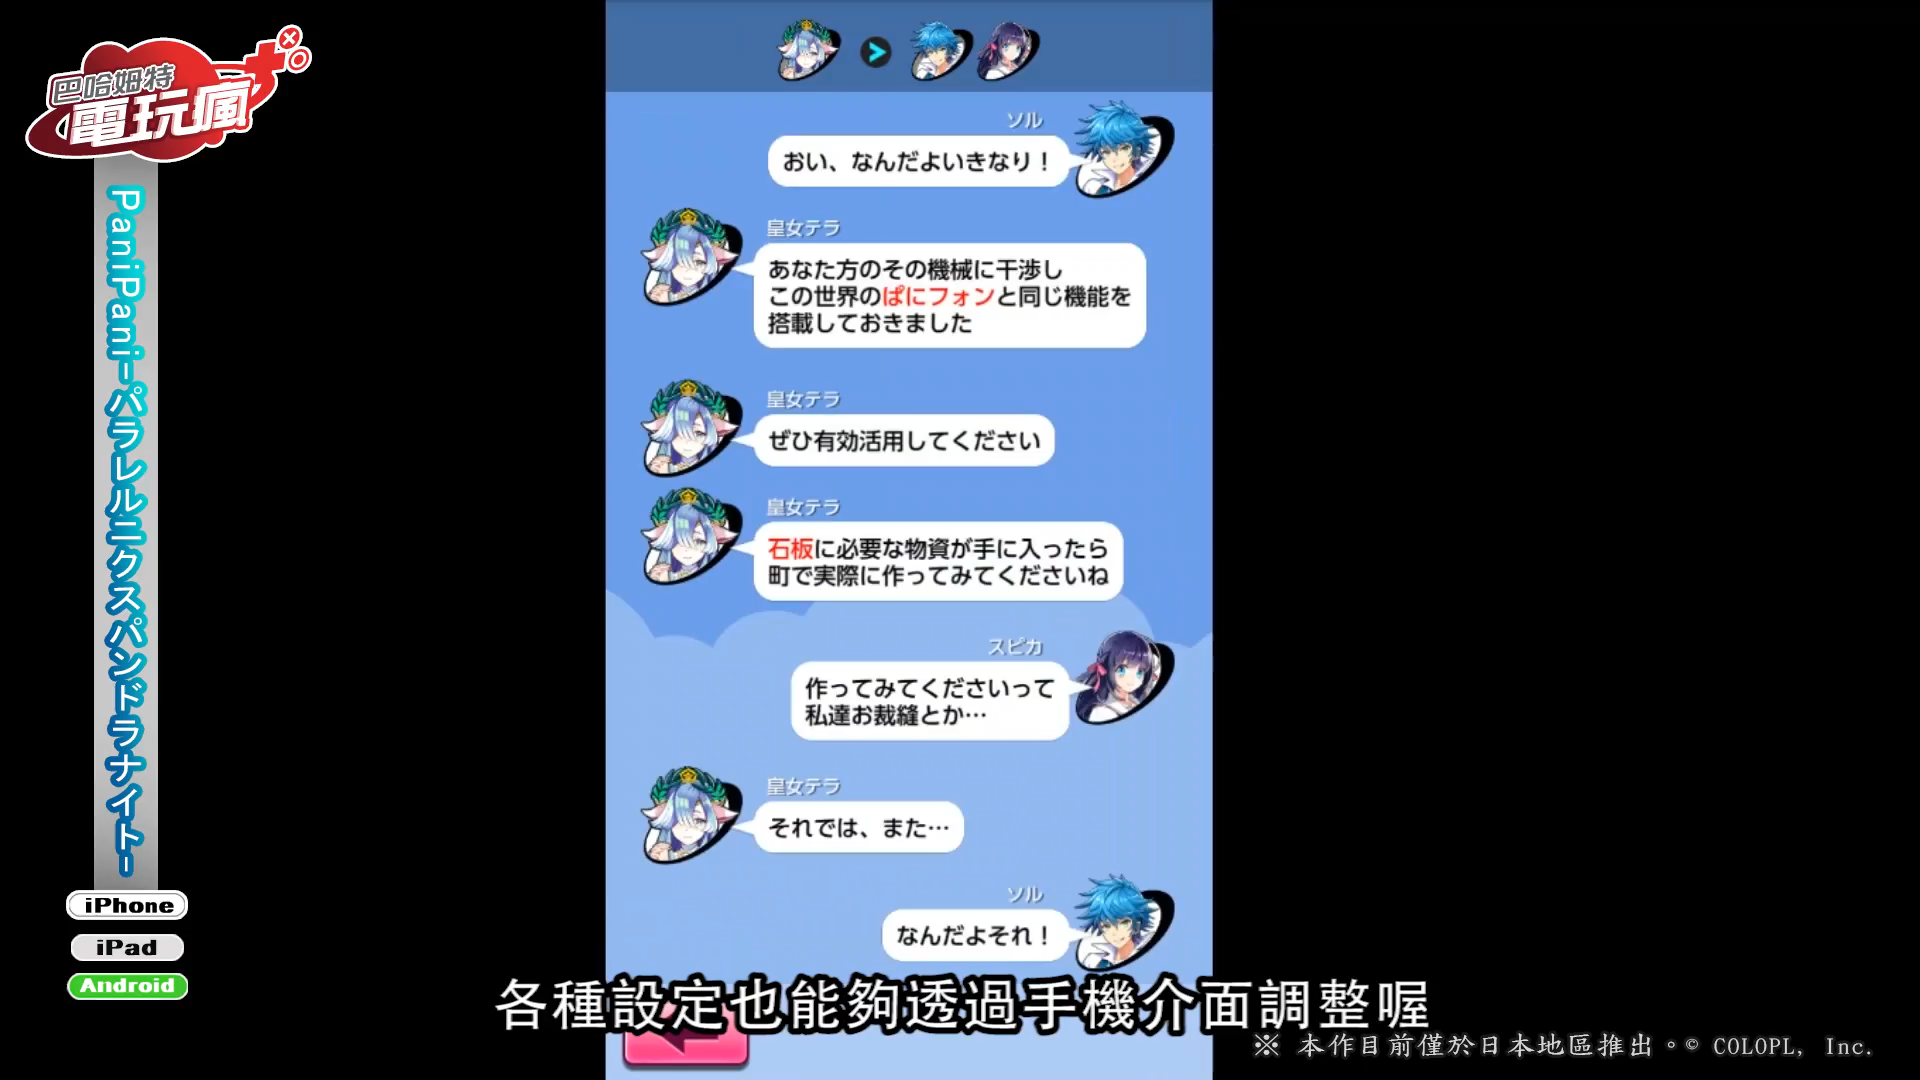 巴哈姆特
電玩瘋
PaniPani-パラレルニクスパンドラナイト-
iPhone
iPad
Android
ソル
おい、なんだよいきなり！
皇女テラ
あなた方のその機械に干渉し
この世界のぱにフォンと同じ機能を
搭載しておきました
皇女テラ
ぜひ有効活用してください
皇女テラ
石板に必要な物資が手に入ったら
町で実際に作ってみてくださいね
スピカ
作ってみてくださいって
私達お裁縫とか…
皇女テラ
それでは、また…
ソル
なんだよそれ！
各種設定也能夠透過手機介面調整喔
※ 本作目前僅於日本地區推出。© COLOPL, Inc.